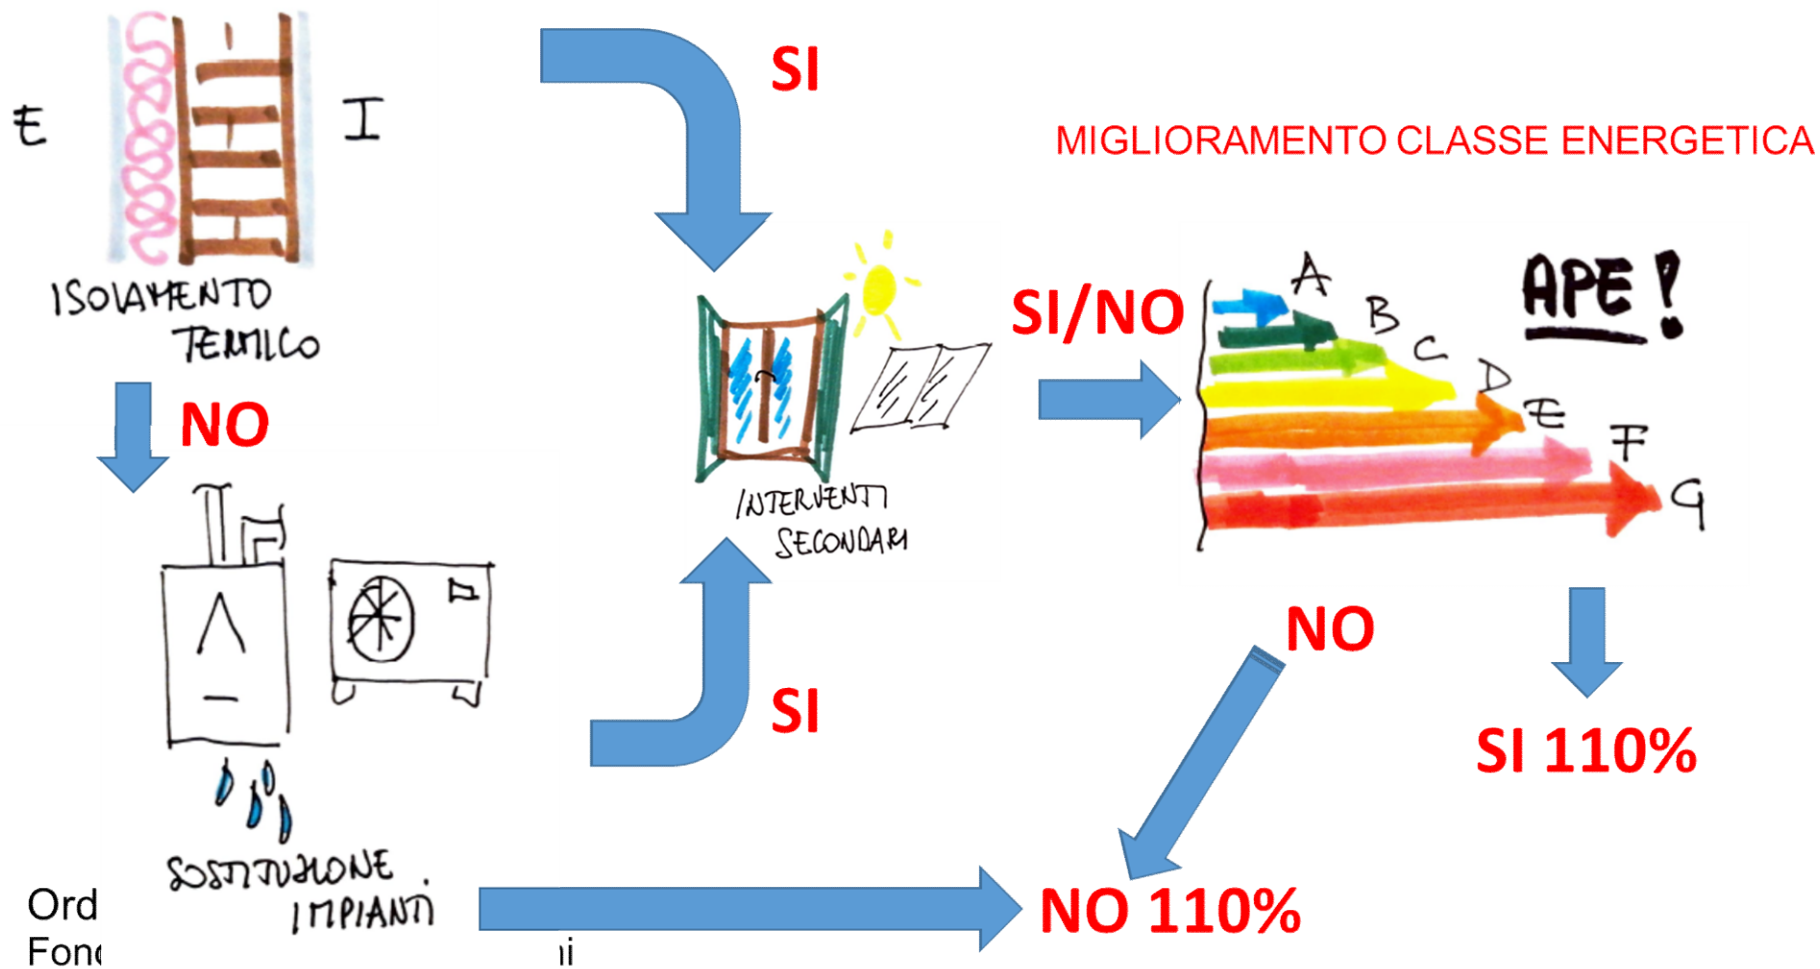 SI
E
I
MIGLIORAMENTO CLASSE ENERGETICA
ISOLAMENTO
TERMICO
NO
SI/NO
APE!
A
B
C
D
E
F
G
INTERVENTI
SECONDARI
NO
SI
SI 110%
SOSTITUZIONE
IMPIANTI
NO 110%
Ord